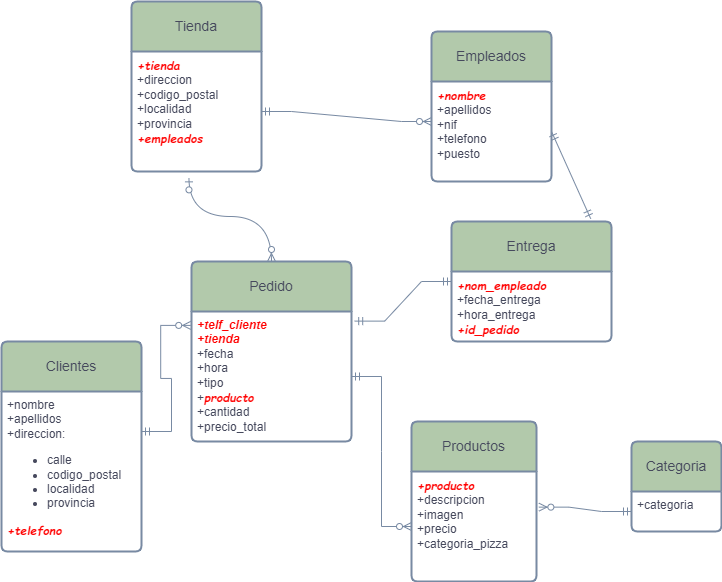 Tienda
+tienda
+direccion
+codigo_postal
+localidad
+provincia
+empleados
Empleados
+nombre
+apellidos
+nif
+telefono
+puesto
Entrega
+nom_empleado
+fecha_entrega
+hora_entrega
+id_pedido
Pedido
+telf_cliente
+tienda
+fecha
+hora
+tipo
+producto
+cantidad
+precio_total
Clientes
+nombre
+apellidos
+direccion:
• calle
• codigo_postal
• localidad
• provincia
+telefono
Productos
+producto
+descripcion
+imagen
+precio
+categoria_pizza
Categoria
+categoria